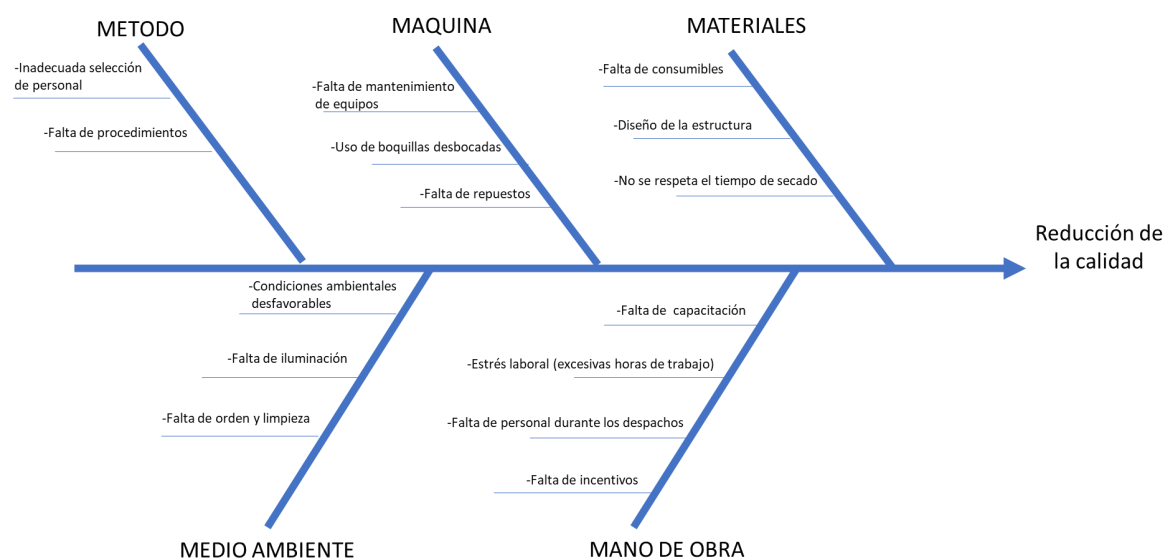 METODO
MAQUINA
MATERIALES
-Inadecuada selección
de personal
-Falta de procedimientos
-Falta de mantenimiento
de equipos
-Uso de boquillas desbocadas
-Falta de repuestos
-Falta de consumibles
-Diseño de la estructura
-No se respeta el tiempo de secado
Reducción de
la calidad
-Condiciones ambientales
desfavorables
-Falta de iluminación
-Falta de orden y limpieza
-Falta de capacitación
-Estrés laboral (excesivas horas de trabajo)
-Falta de personal durante los despachos
-Falta de incentivos
MEDIO AMBIENTE
MANO DE OBRA